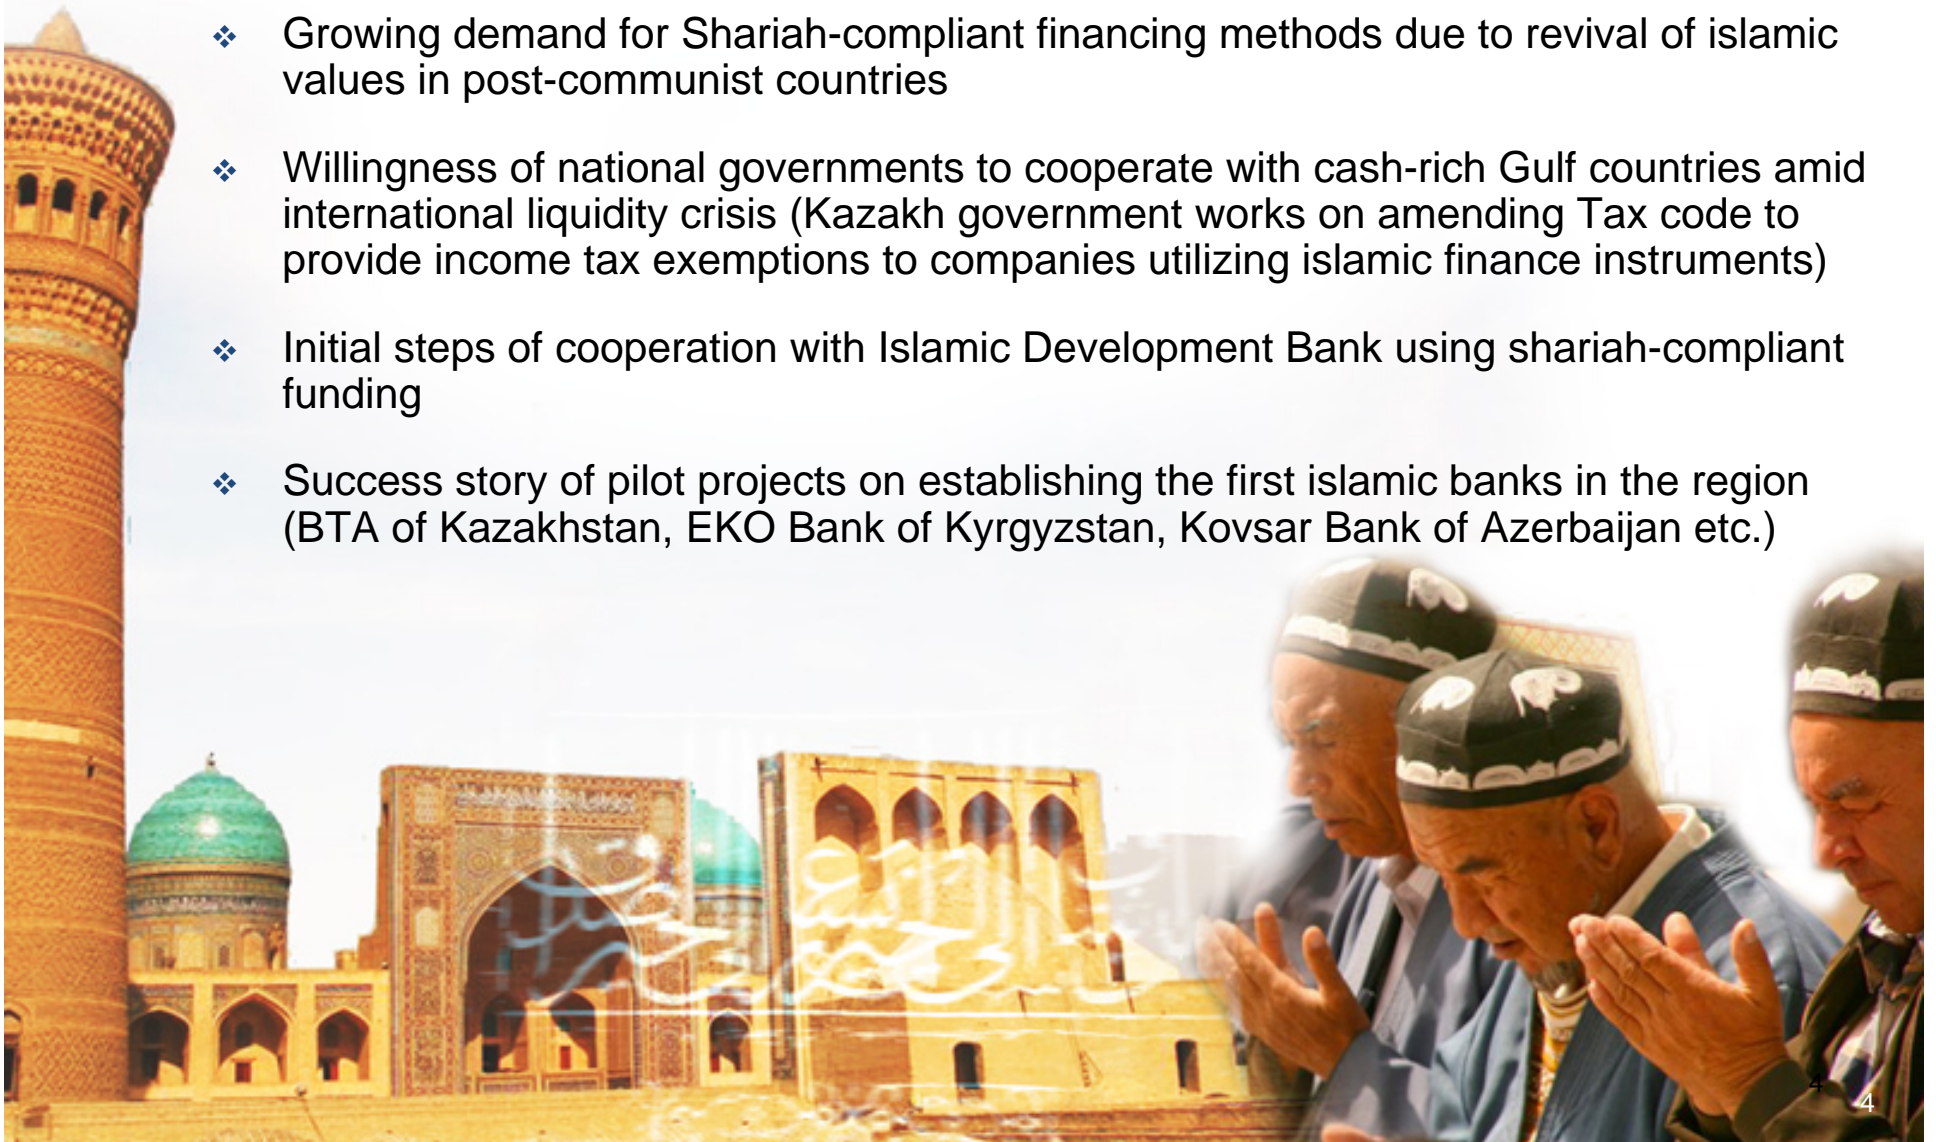 ❖ Growing demand for Shariah-compliant financing methods due to revival of islamic
values in post-communist countries
❖ Willingness of national governments to cooperate with cash-rich Gulf countries amid
international liquidity crisis (Kazakh government works on amending Tax code to
provide income tax exemptions to companies utilizing islamic finance instruments)
❖ Initial steps of cooperation with Islamic Development Bank using shariah-compliant
funding
❖ Success story of pilot projects on establishing the first islamic banks in the region
(BTA of Kazakhstan, EKO Bank of Kyrgyzstan, Kovsar Bank of Azerbaijan etc.)
4
4